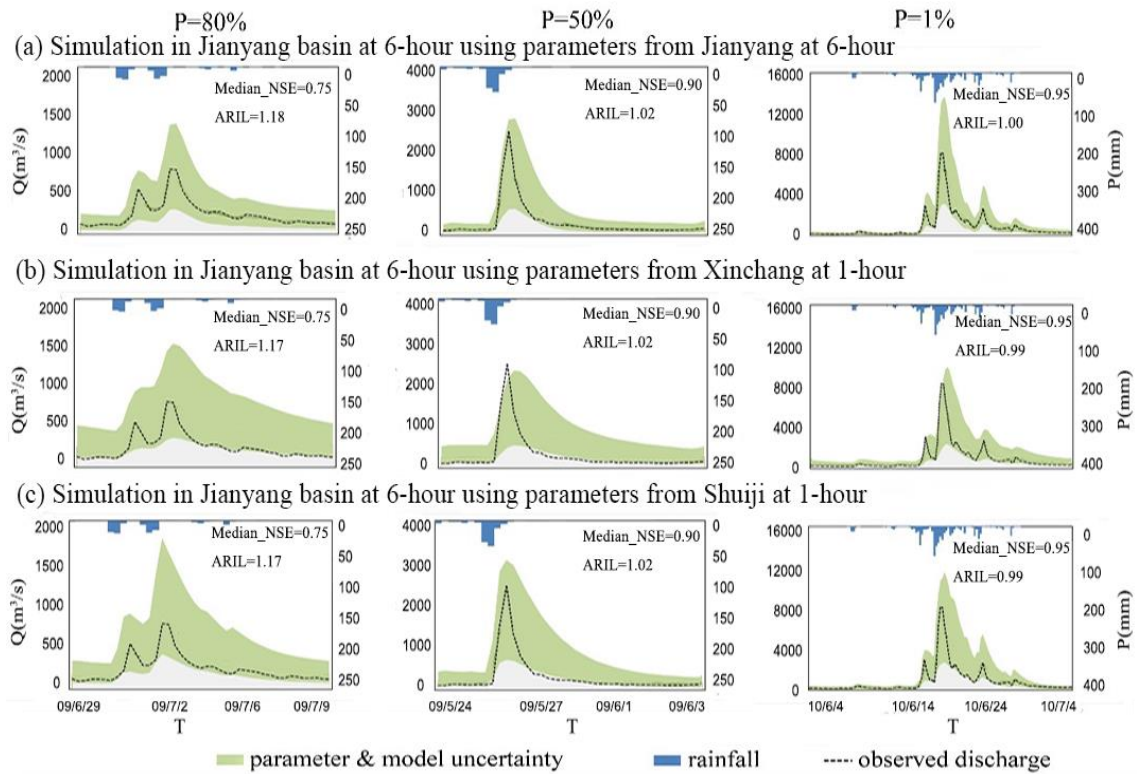 P=80% P=50% P=1%
(a) Simulation in Jianyang basin at 6-hour using parameters from Jianyang at 6-hour
2000 0 4000 0 16000 0
Median_NSE=0.75 Median_NSE=0.90 Median_NSE=0.95
ARIL=1.18 ARIL=1.02 ARIL=1.00
1500 50 3000 50 12000 100
100 100
1000 2000 8000 200
150 150
500 200 1000 200 4000 300
0 250 0 250 0 400
Q(m³/s) P(mm)
(b) Simulation in Jianyang basin at 6-hour using parameters from Xinchang at 1-hour
2000 0 4000 0 16000 0
Median_NSE=0.75 Median_NSE=0.90 Median_NSE=0.95
ARIL=1.17 ARIL=1.02 ARIL=0.99
1500 50 3000 50 12000 100
100 100
1000 2000 8000 200
150 150
500 200 1000 200 4000 300
0 250 0 250 0 400
Q(m³/s) P(mm)
(c) Simulation in Jianyang basin at 6-hour using parameters from Shuiji at 1-hour
2000 0 4000 0 16000 0
Median_NSE=0.75 Median_NSE=0.90 Median_NSE=0.95
ARIL=1.17 ARIL=1.02 ARIL=0.99
1500 50 3000 50 12000 100
100 100
1000 2000 8000 200
150 150
500 200 1000 200 4000 300
0 250 0 250 0 400
Q(m³/s) P(mm)
09/6/29 09/7/2 09/7/6 09/7/9 09/5/24 09/5/27 09/6/1 09/6/3 10/6/4 10/6/14 10/6/24 10/7/4
T T T
parameter & model uncertainty rainfall observed discharge